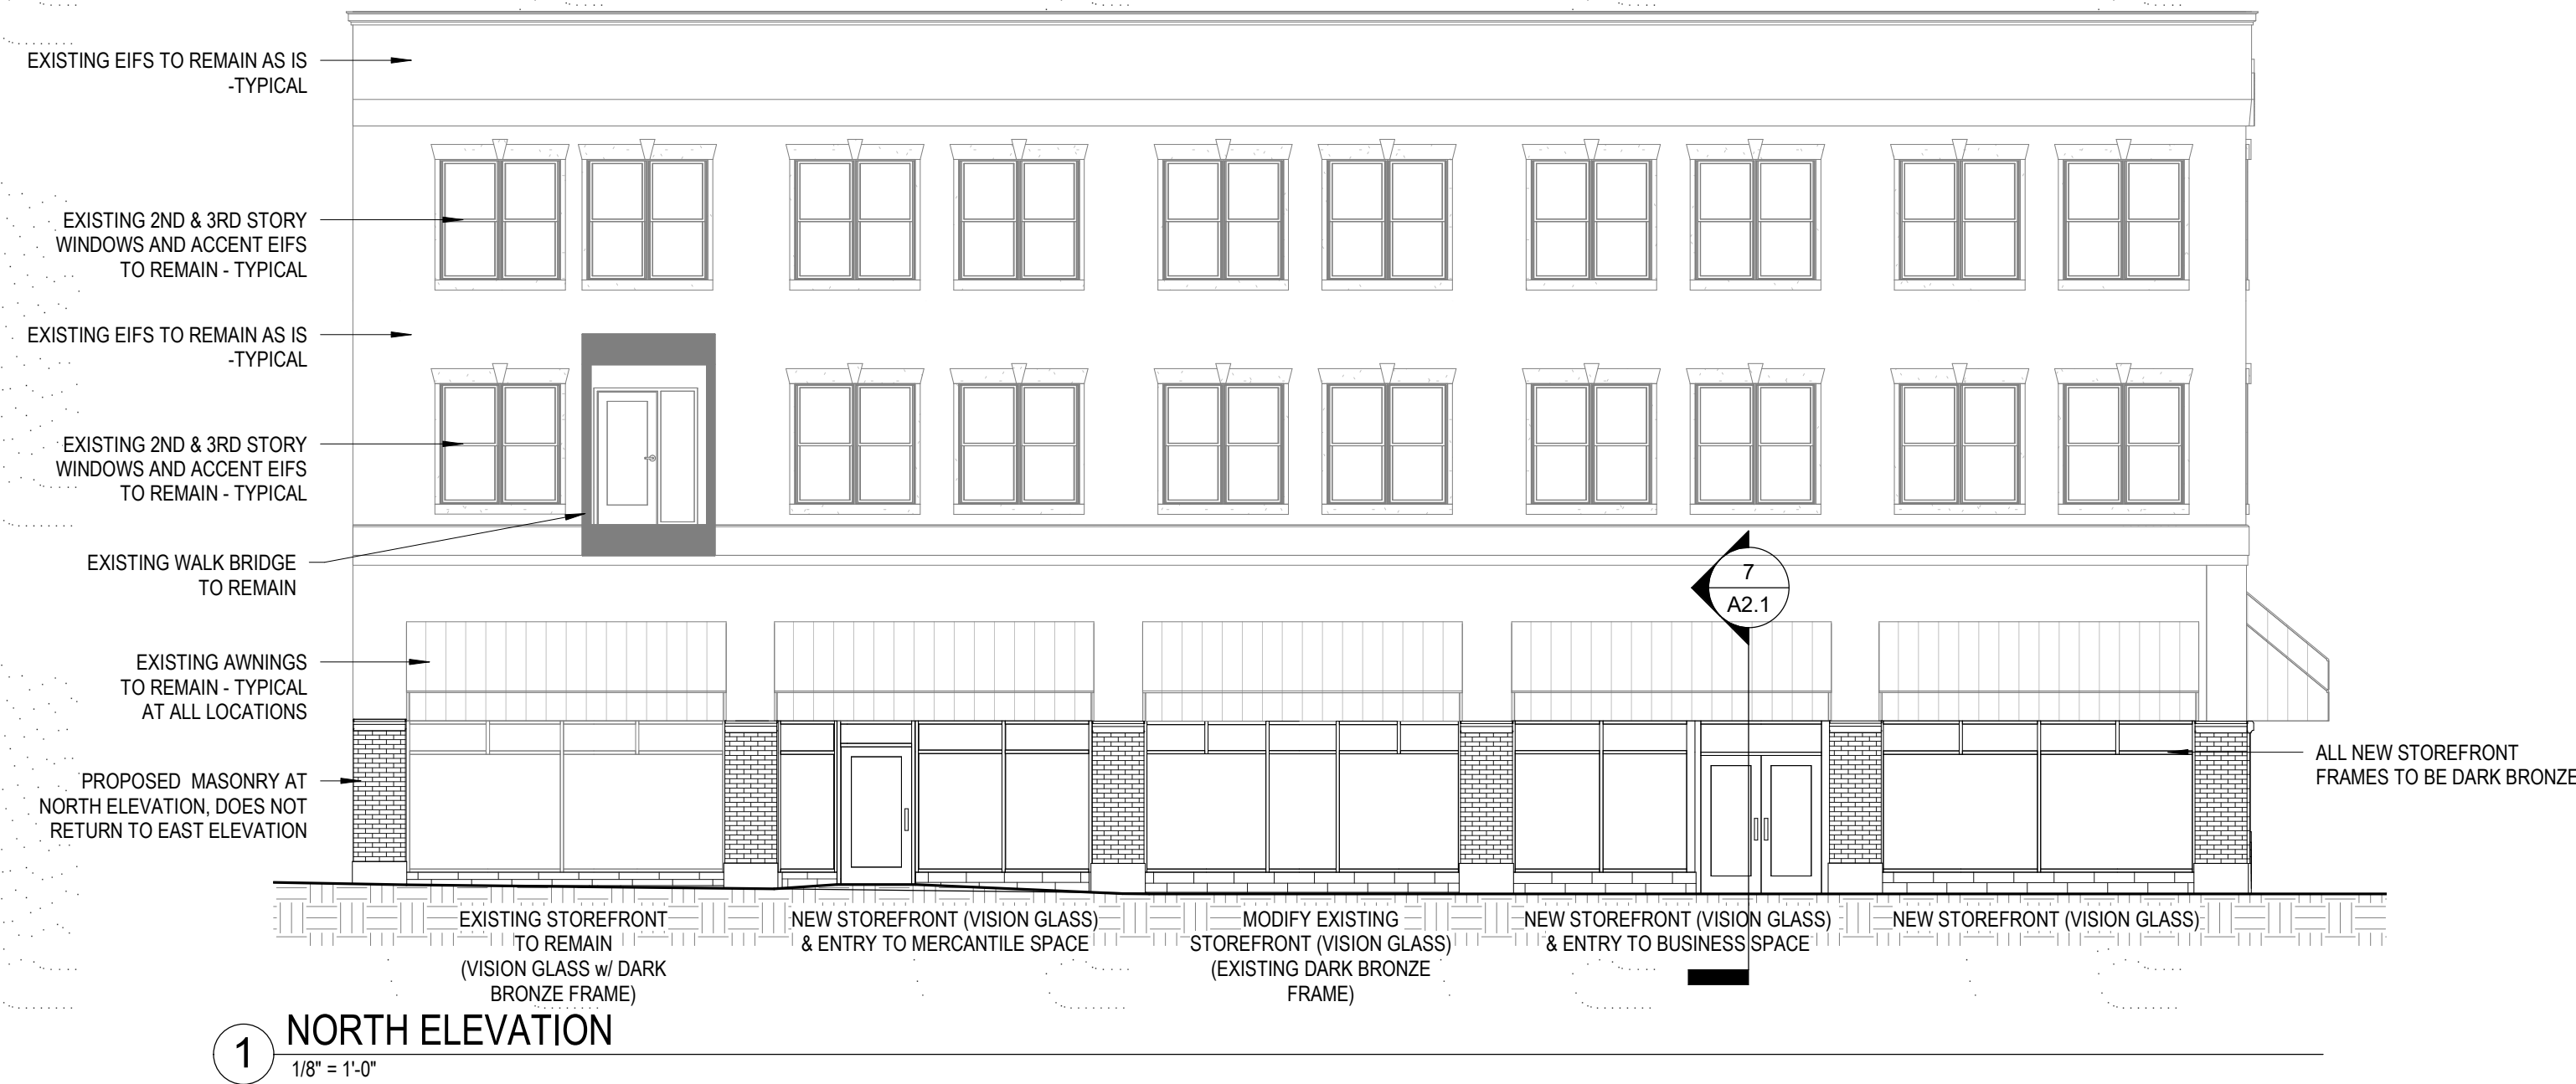 EXISTING EIFS TO REMAIN AS IS
-TYPICAL
EXISTING 2ND & 3RD STORY
WINDOWS AND ACCENT EIFS
TO REMAIN - TYPICAL
EXISTING EIFS TO REMAIN AS IS
-TYPICAL
EXISTING 2ND & 3RD STORY
WINDOWS AND ACCENT EIFS
TO REMAIN - TYPICAL
EXISTING WALK BRIDGE
TO REMAIN
7
A2.1
EXISTING AWNINGS
TO REMAIN - TYPICAL
AT ALL LOCATIONS
PROPOSED MASONRY AT
NORTH ELEVATION, DOES NOT
RETURN TO EAST ELEVATION
ALL NEW STOREFRONT
FRAMES TO BE DARK BRONZE
EXISTING STOREFRONT
TO REMAIN
(VISION GLASS w/ DARK
BRONZE FRAME)
NEW STOREFRONT (VISION GLASS)
& ENTRY TO MERCANTILE SPACE
MODIFY EXISTING
STOREFRONT (VISION GLASS)
(EXISTING DARK BRONZE
FRAME)
NEW STOREFRONT (VISION GLASS)
& ENTRY TO BUSINESS SPACE
NEW STOREFRONT (VISION GLASS)
1
NORTH ELEVATION
1/8" = 1'-0"